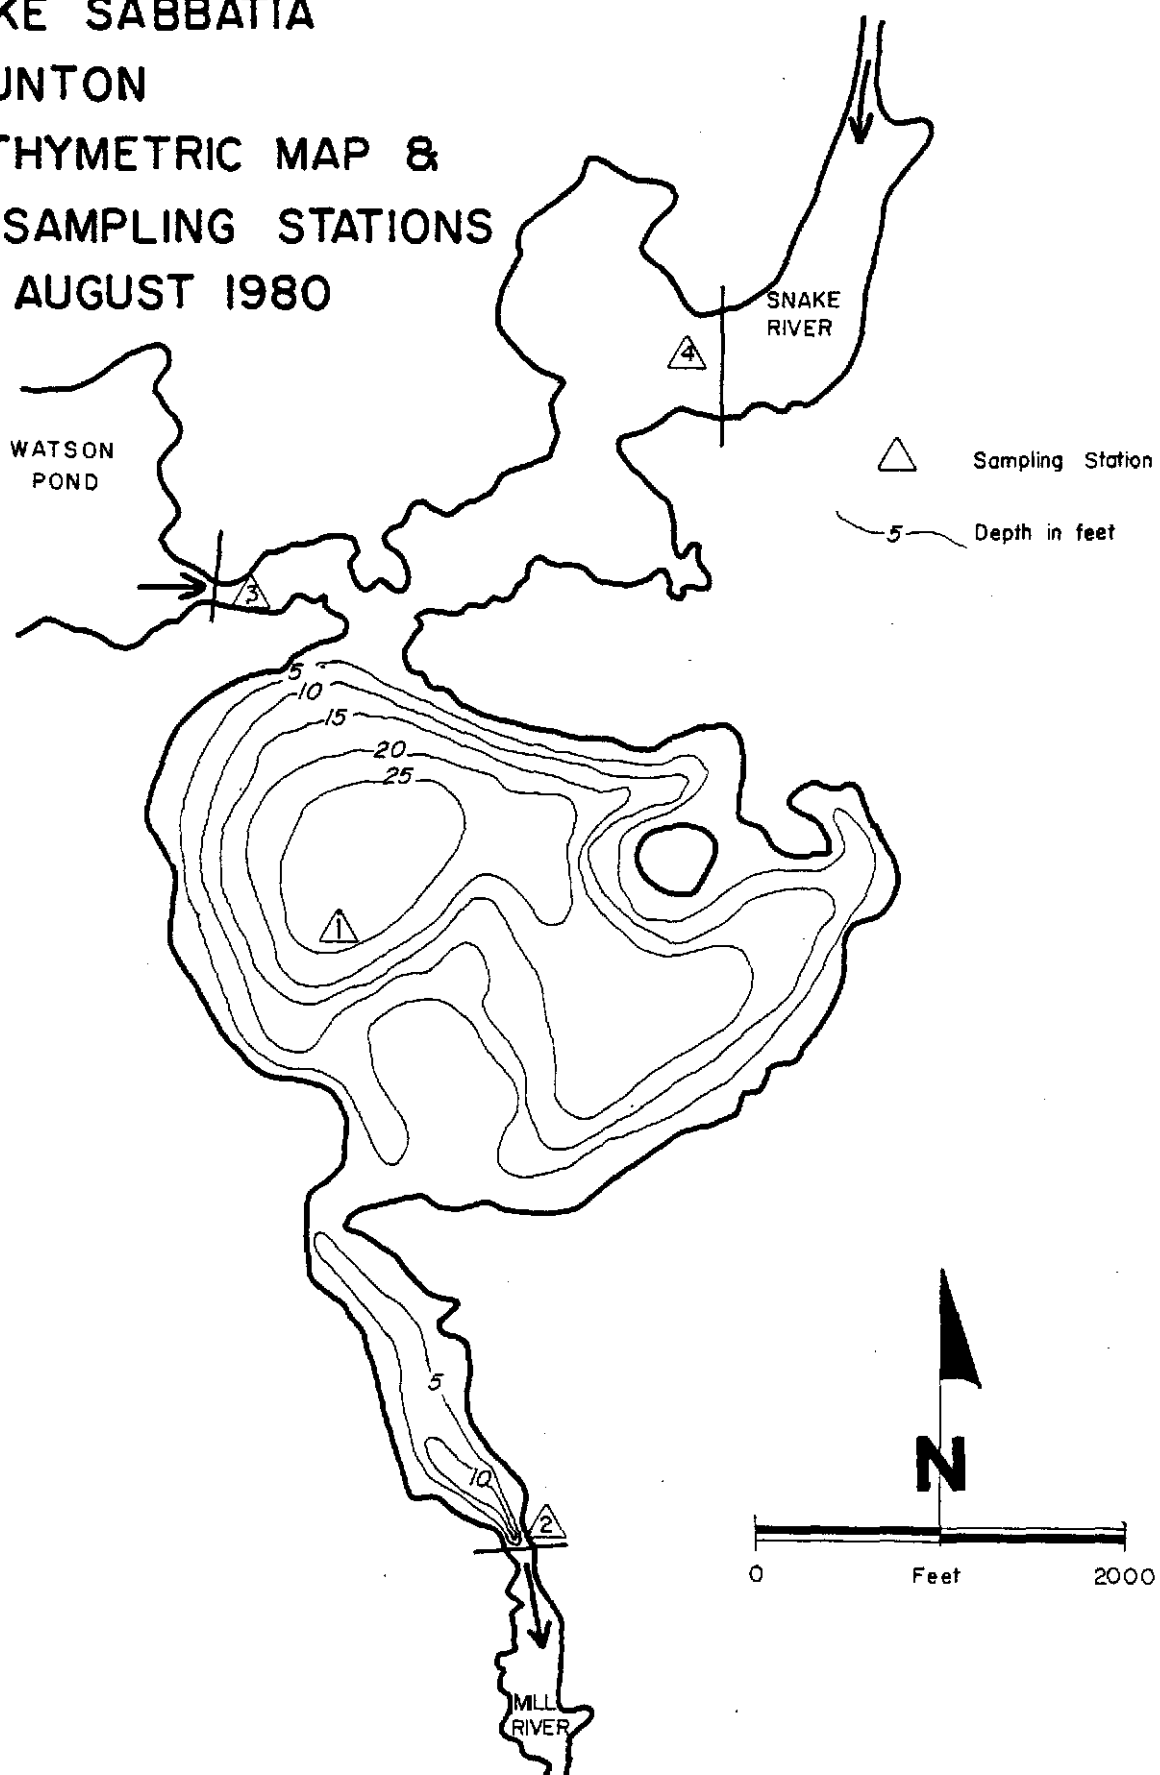 KE SABBATIA
UNTON
THYMETRIC MAP &
SAMPLING STATIONS
AUGUST 1980
SNAKE
RIVER
4
WATSON
POND
Sampling Station
5 Depth in feet
3
5
10
15
20
25
1
5
10
2
N
0 Feet 2000
MILL
RIVER